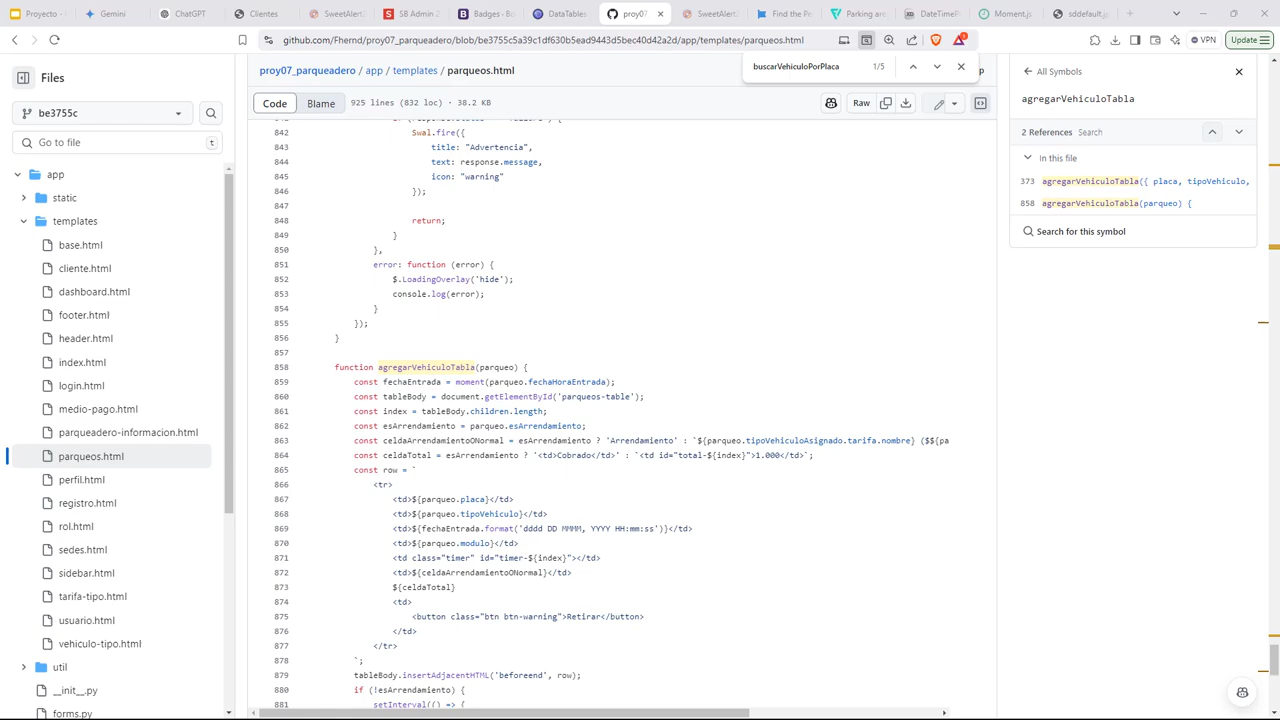 Proyecto -
Gemini
ChatGPT
Clientes
SweetAlert2
SB Admin 2
Badges - Bo
DataTables
proy07_
SweetAlert2
Find the Pe
Parking are
DateTimePi
Moment.js
sddefault.jp
github.com/Fhernd/proy07_parqueadero/blob/be3755c5a39c1df630b5ead9443d5bec40d42a2d/app/templates/parqueos.html
VPN
Update
buscarVehiculoPorPlaca 1/5
Files
be3755c
Go to file t
app
static
templates
base.html
cliente.html
dashboard.html
footer.html
header.html
index.html
login.html
medio-pago.html
parqueadero-informacion.html
parqueos.html
perfil.html
registro.html
rol.html
sedes.html
sidebar.html
tarifa-tipo.html
usuario.html
vehiculo-tipo.html
util
__init__.py
forms.py
proy07_parqueadero / app / templates / parqueos.html
Code Blame 925 lines (832 loc) · 38.2 KB
Raw
842 Swal.fire({
843 title: "Advertencia",
844 text: response.message,
845 icon: "warning"
846 });
847
848 return;
849 }
850 },
851 error: function (error) {
852 $.LoadingOverlay('hide');
853 console.log(error);
854 }
855 });
856 }
857
858 function agregarVehiculoTabla(parqueo) {
859 const fechaEntrada = moment(parqueo.fechaHoraEntrada);
860 const tableBody = document.getElementById('parqueos-table');
861 const index = tableBody.children.length;
862 const esArrendamiento = parqueo.esArrendamiento;
863 const celdaArrendamientoONormal = esArrendamiento ? 'Arrendamiento' : `${parqueo.tipoVehiculoAsignado.tarifa.nombre} ($${pa
864 const celdaTotal = esArrendamiento ? '<td>Cobrado</td>' : `<td id="total-${index}">1.000</td>`;
865 const row = `
866 <tr>
867 <td>${parqueo.placa}</td>
868 <td>${parqueo.tipoVehiculo}</td>
869 <td>${fechaEntrada.format('dddd DD MMMM, YYYY HH:mm:ss')}</td>
870 <td>${parqueo.modulo}</td>
871 <td class="timer" id="timer-${index}"></td>
872 <td>${celdaArrendamientoONormal}</td>
873 ${celdaTotal}
874 <td>
875 <button class="btn btn-warning">Retirar</button>
876 </td>
877 </tr>
878 `;
879 tableBody.insertAdjacentHTML('beforeend', row);
880 if (!esArrendamiento) {
881 setInterval(() => {
All Symbols
agregarVehiculoTabla
2 References Search
In this file
373 agregarVehiculoTabla({ placa, tipoVehiculo,
858 agregarVehiculoTabla(parqueo) {
Search for this symbol